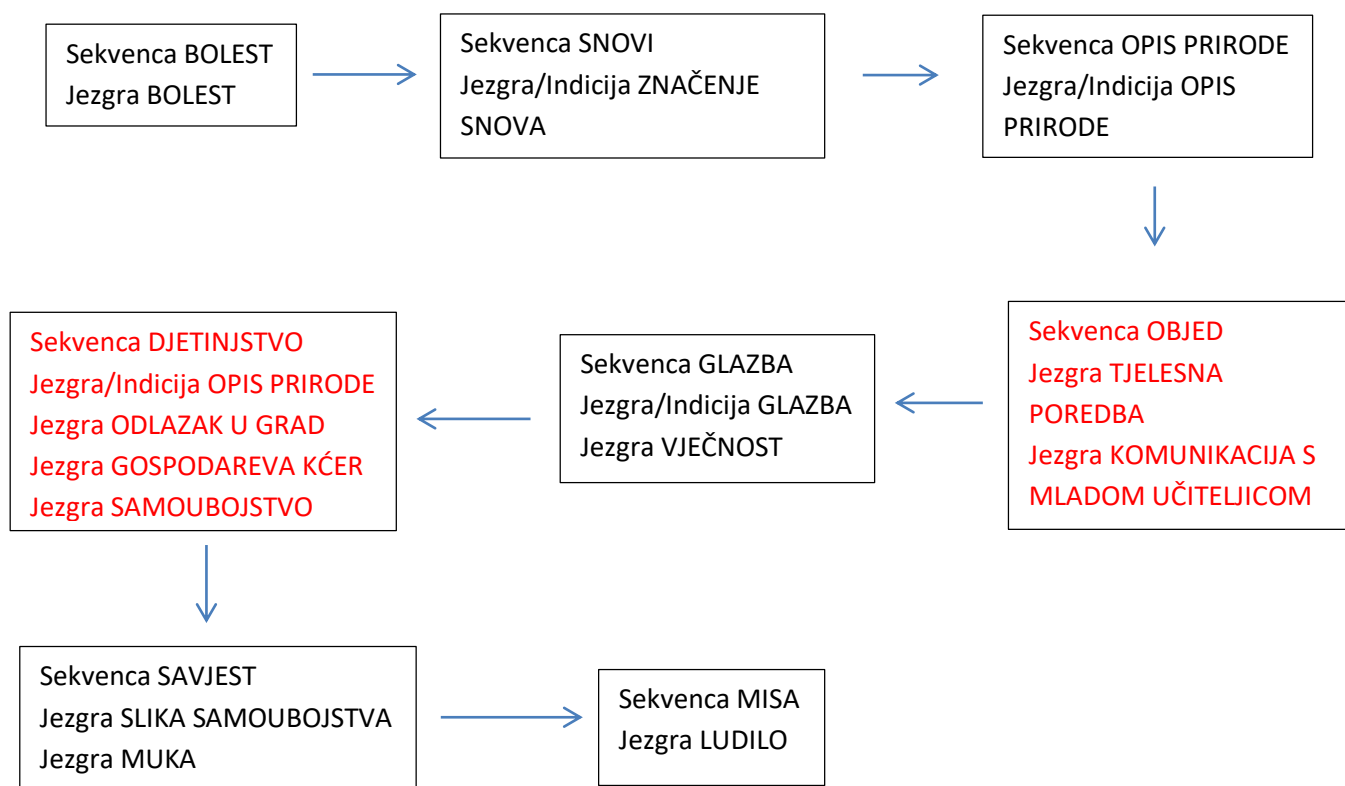 Sekvenca BOLEST
Jezgra BOLEST
Sekvenca SNOVI
Jezgra/Indicija ZNAČENJE
SNOVA
Sekvenca OPIS PRIRODE
Jezgra/Indicija OPIS
PRIRODE
Sekvenca OBJED
Jezgra TJELESNA
POREDBA
Jezgra KOMUNIKACIJA S
MLADOM UČITELJICOM
Sekvenca GLAZBA
Jezgra/Indicija GLAZBA
Jezgra VJEČNOST
Sekvenca DJETINJSTVO
Jezgra/Indicija OPIS PRIRODE
Jezgra ODLAZAK U GRAD
Jezgra GOSPODAREVA KĆER
Jezgra SAMOUBOJSTVO
Sekvenca SAVJEST
Jezgra SLIKA SAMOUBOJSTVA
Jezgra MUKA
Sekvenca MISA
Jezgra LUDILO